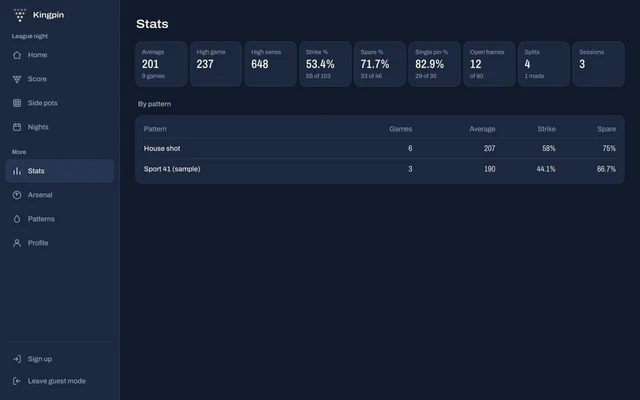 Kingpin
League night
Home
Score
Side pots
Nights
More
Stats
Arsenal
Patterns
Profile
Sign up
Leave guest mode
Stats
Average
201
9 games
High game
237
High series
648
Strike %
53.4%
55 of 103
Spare %
71.7%
33 of 46
Single pin %
82.9%
29 of 35
Open frames
12
of 90
Splits
4
1 made
Sessions
3
By pattern
Pattern Games Average Strike Spare
House shot 6 207 58% 75%
Sport 41 (sample) 3 190 44.1% 66.7%